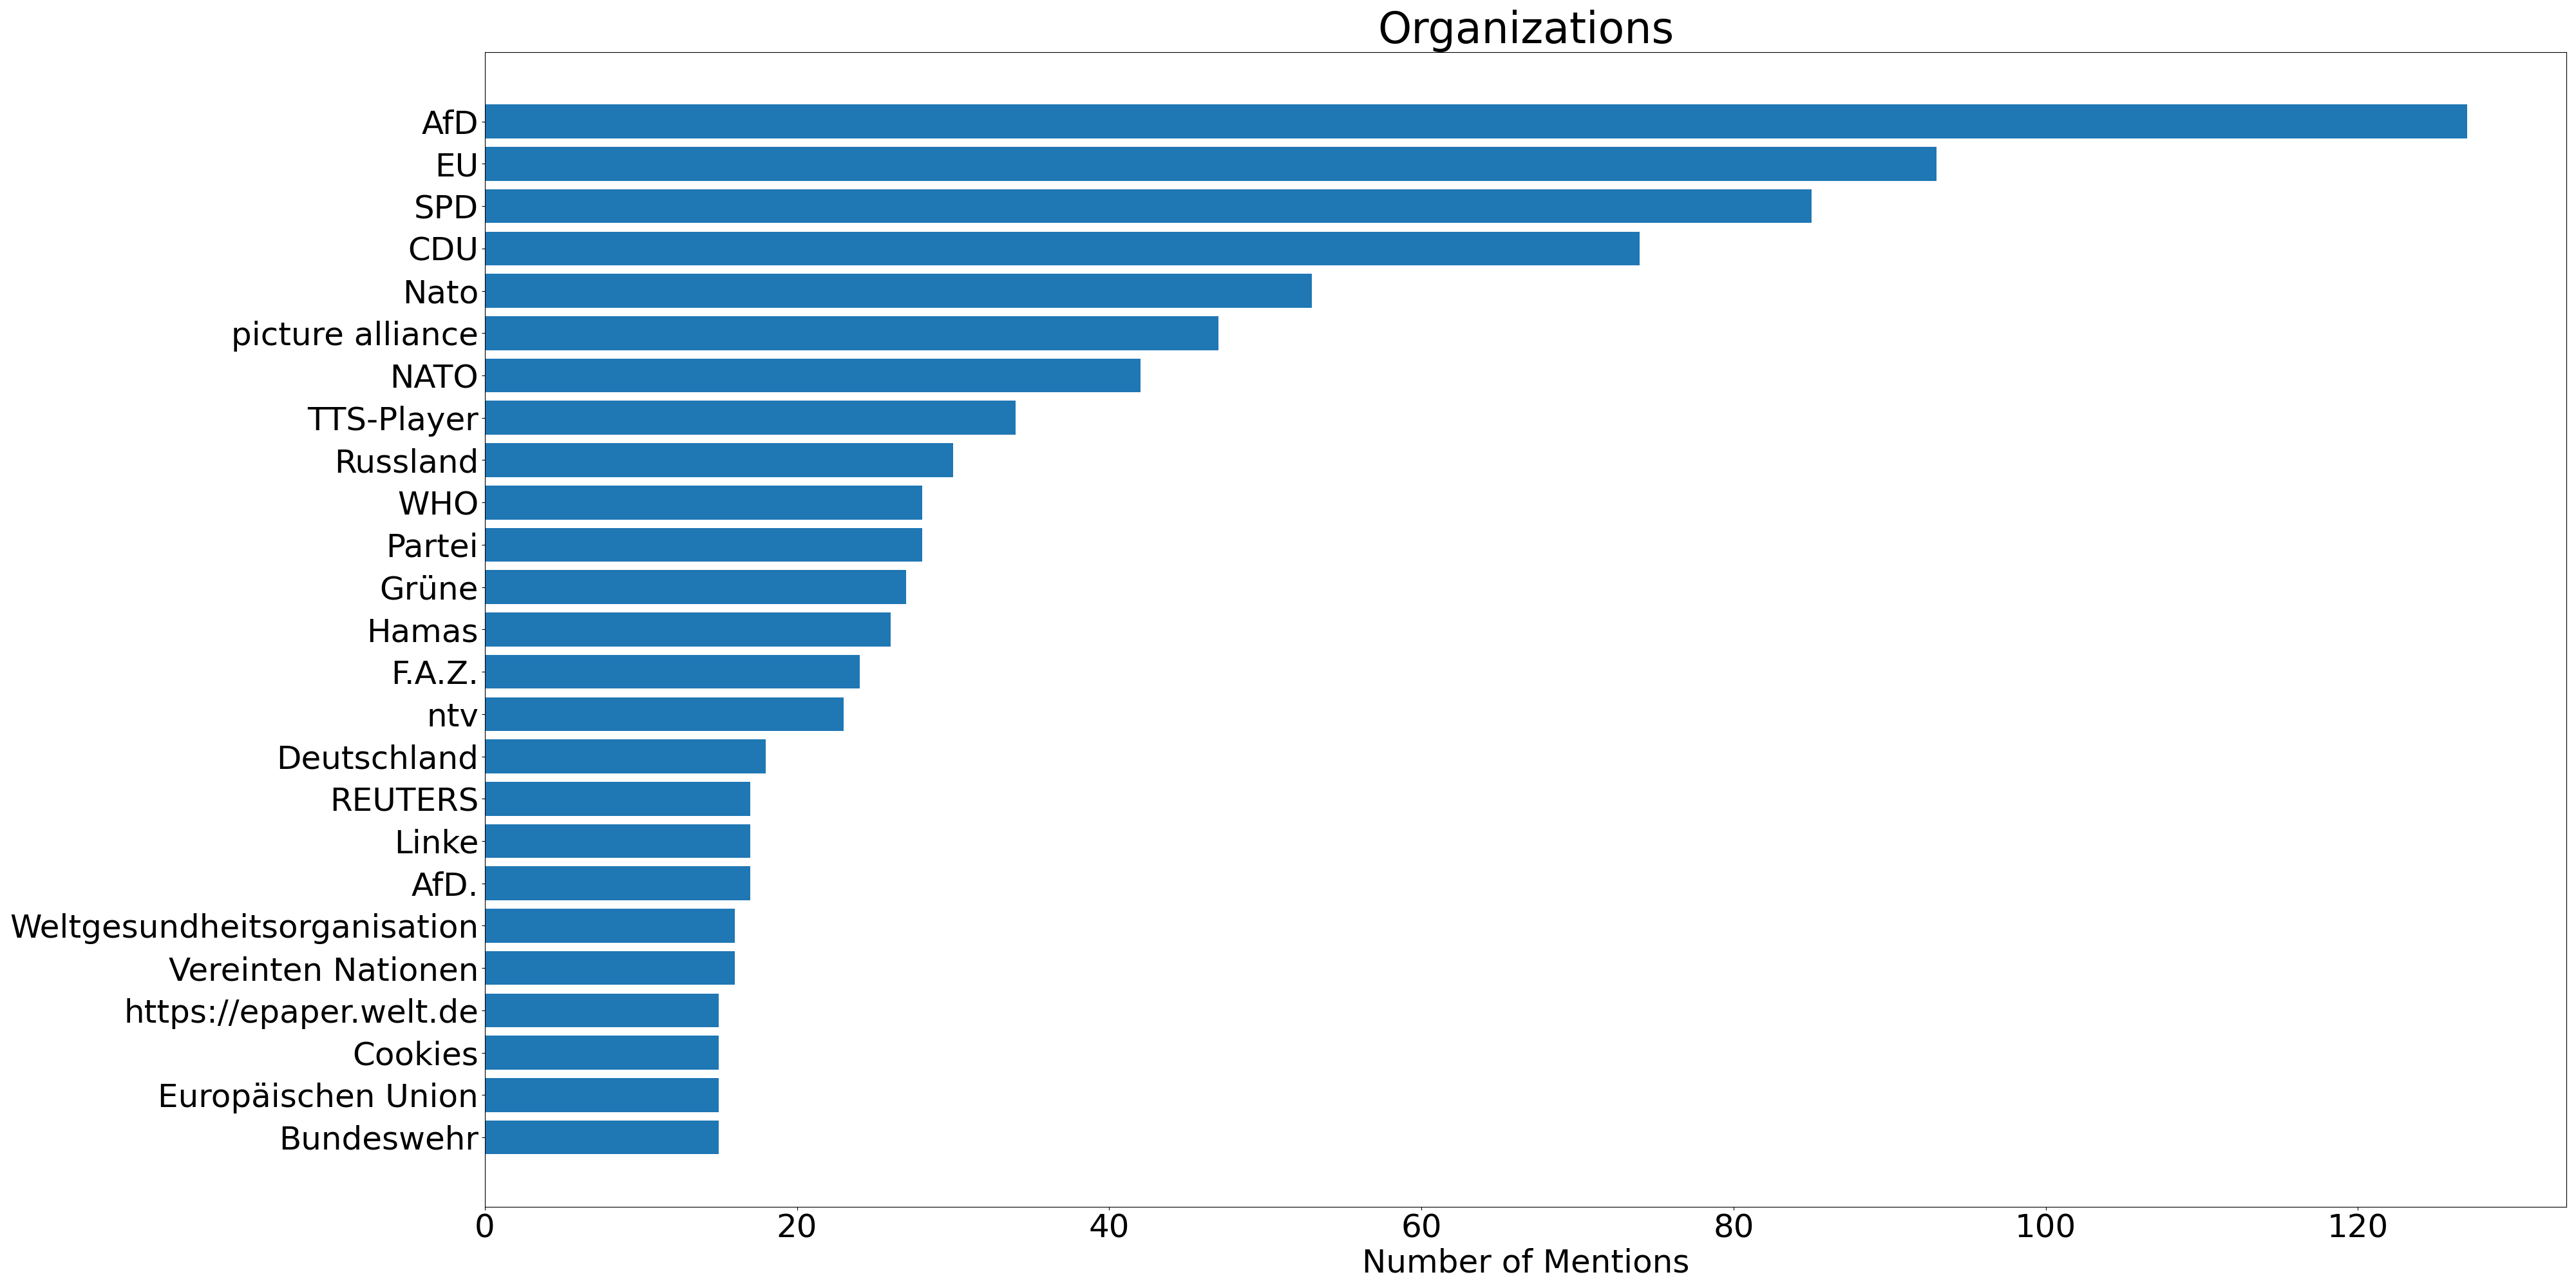 Organizations
AfD
EU
SPD
CDU
Nato
picture alliance
NATO
TTS-Player
Russland
WHO
Partei
Grüne
Hamas
F.A.Z.
ntv
Deutschland
REUTERS
Linke
AfD.
Weltgesundheitsorganisation
Vereinten Nationen
https://epaper.welt.de
Cookies
Europäischen Union
Bundeswehr
0 20 40 60 80 100 120
Number of Mentions